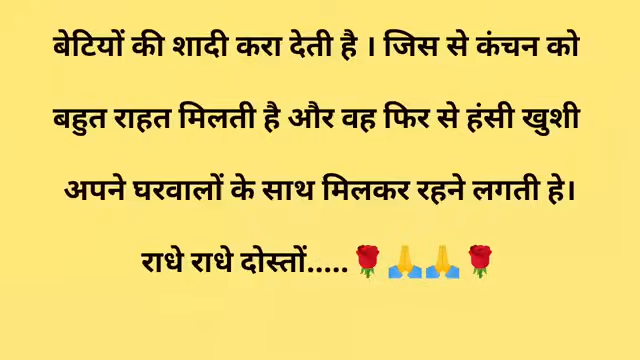 बेटियों की शादी करा देती है । जिस से कंचन को
बहुत राहत मिलती है और वह फिर से हंसी खुशी
अपने घरवालों के साथ मिलकर रहने लगती हे।
राधे राधे दोस्तों.....🌹🙏🙏🌹